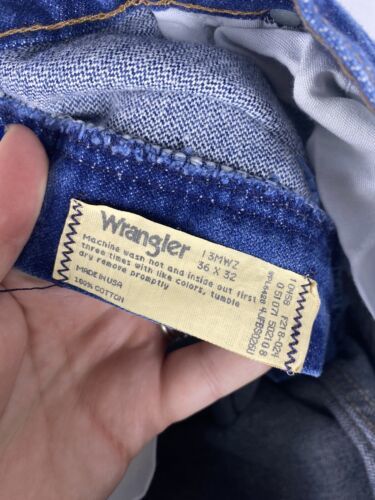 Wrangler
13MWZ
36 X 32
Machine wash hot and inside out first
three times with like colors, tumble
dry remove promptly
MADE IN USA
100% COTTON